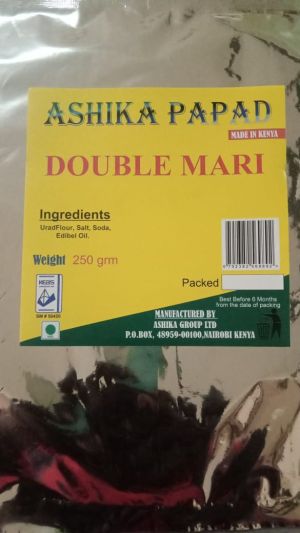 ASHIKA PAPAD
MADE IN KENYA
DOUBLE MARI
Ingredients
UradFlour, Salt, Soda,
Edibel Oil.
Weight 250 grm
KEBS
Packed
Best Before 6 Months
from the date of packing
MANUFACTURED BY
ASHIKA GROUP LTD
P.O.BOX, 48959-00100,NAIROBI KENYA